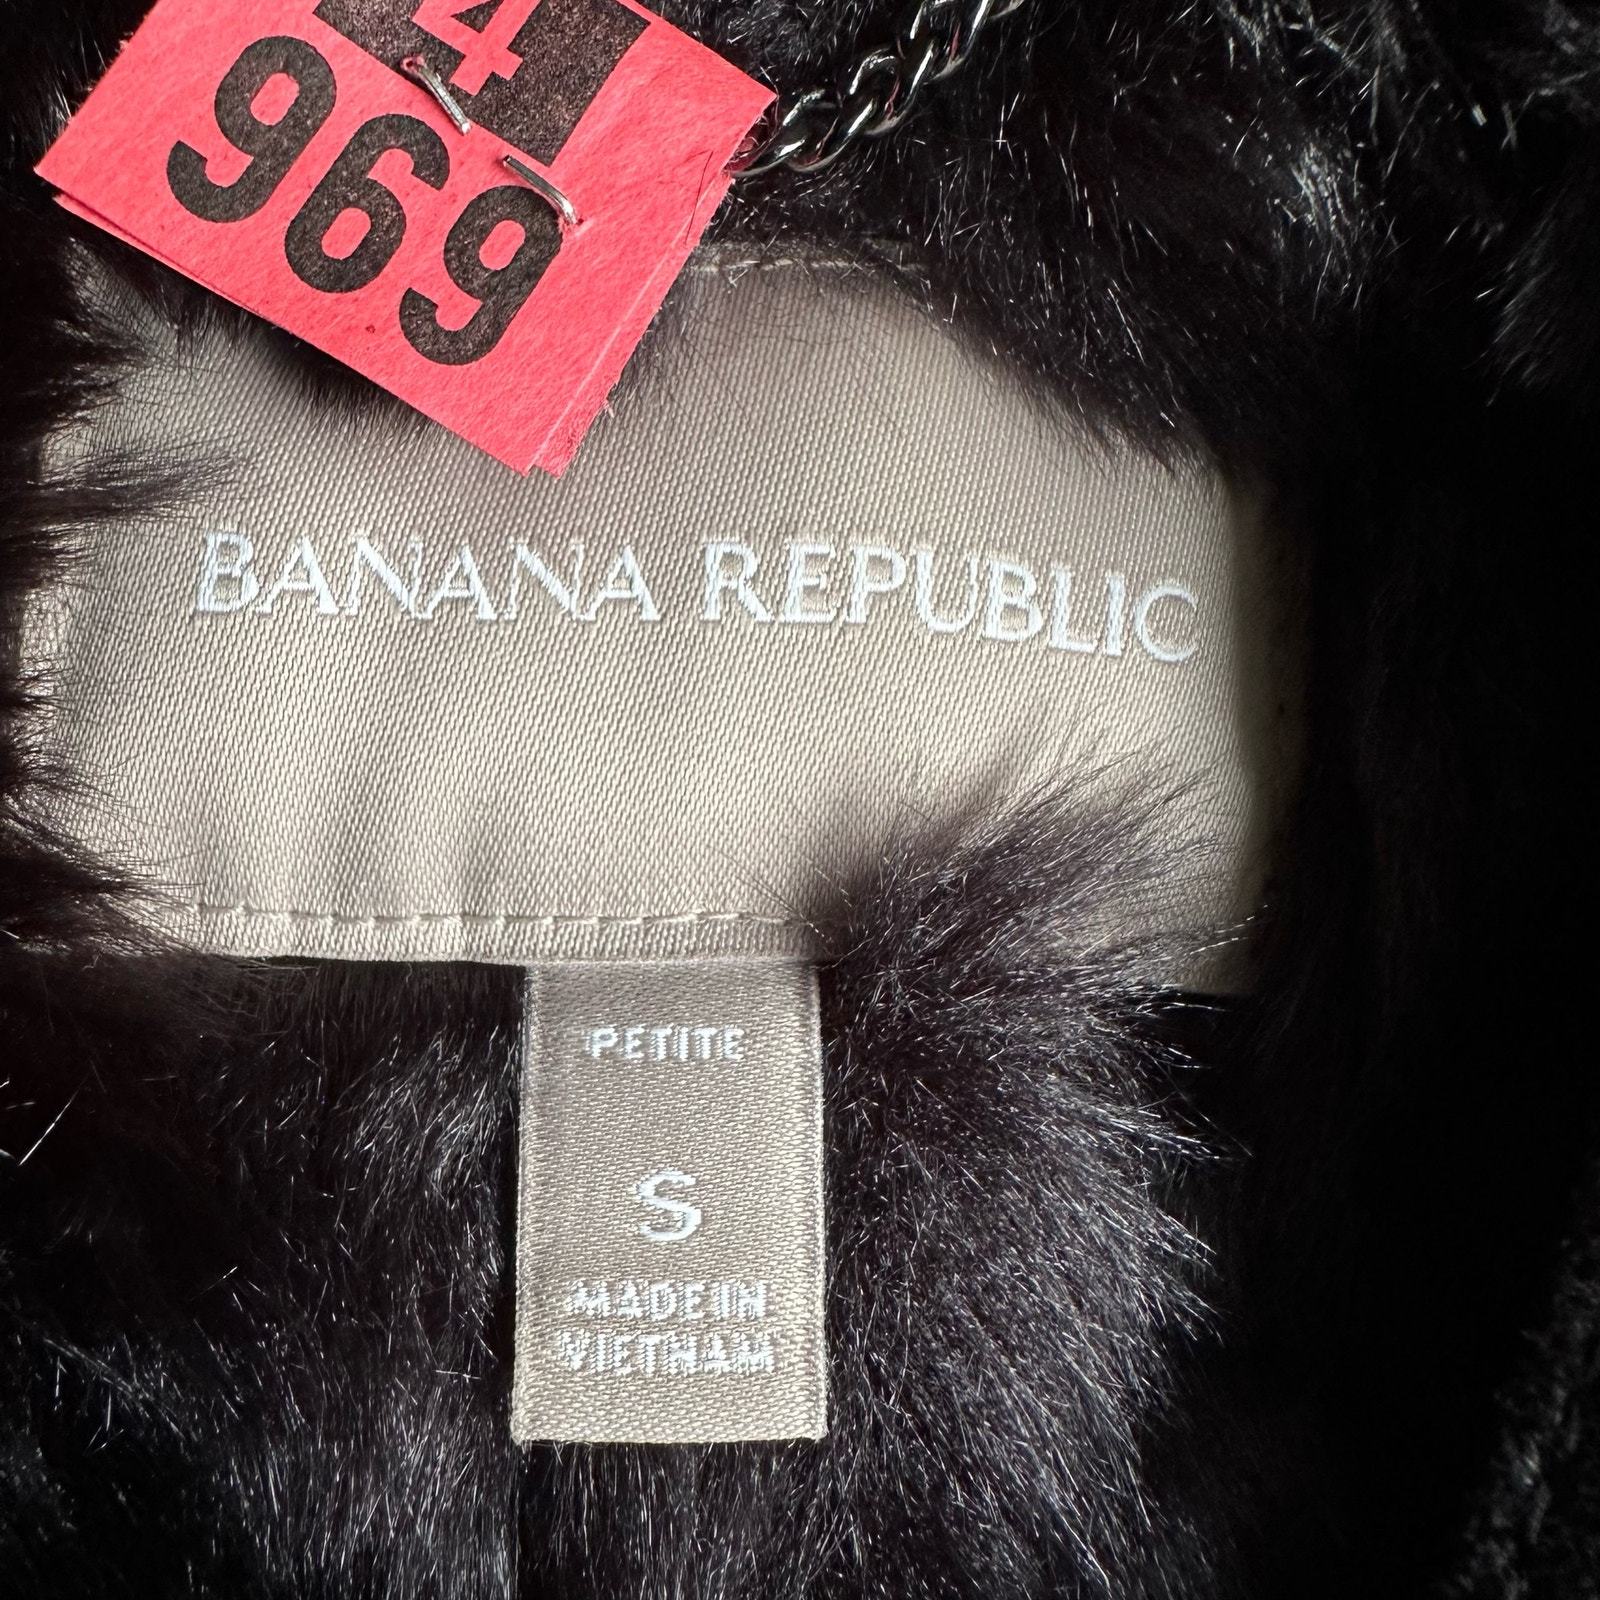 4
969
BANANA REPUBLIC
PETITE
S
MADE IN
VIETNAM